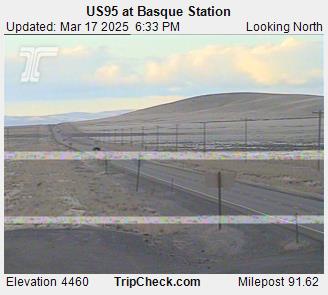 US95 at Basque Station
Updated: Mar 17 2025 6:33 PM Looking North
Elevation 4460 TripCheck.com Milepost 91.62